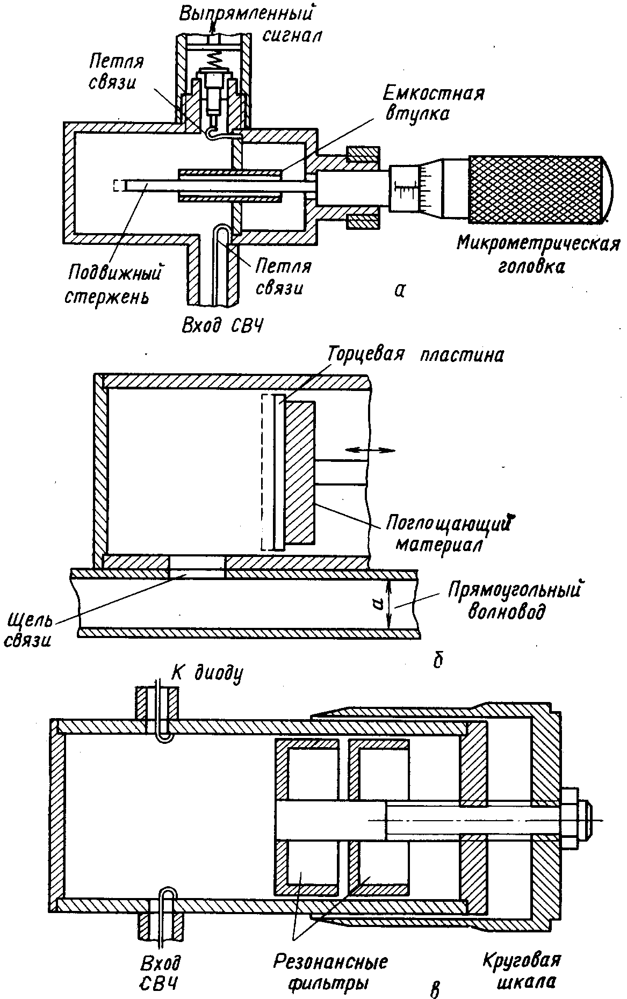 Выпрямленный
сигнал
Петля
связи
Емкостная
втулка
Микрометрическая
головка
Подвижный
стержень
Петля
связи
а
Вход СВЧ
Торцевая пластина
Поглощающий
материал
Прямоугольный
волновод
а
Щель
связи
б
К диоду
Вход
СВЧ
Резонансные
фильтры
Круговая
шкала
в